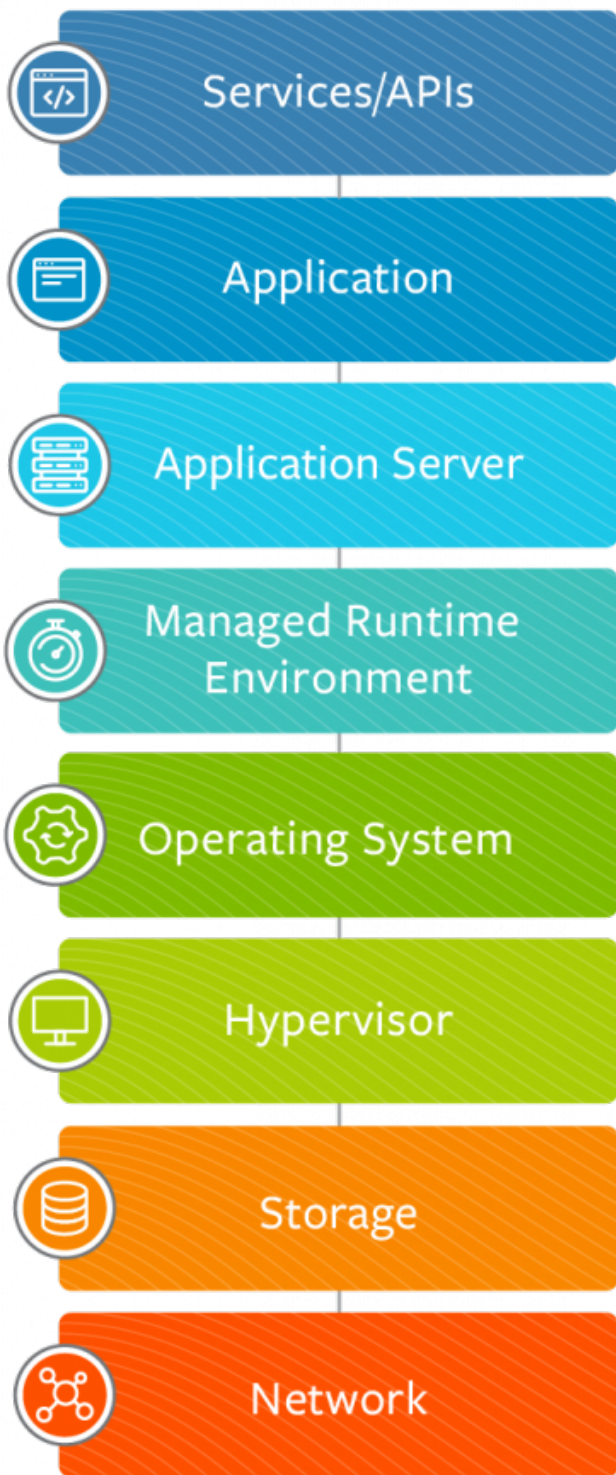 Services/APIs
Application
Application Server
Managed Runtime
Environment
Operating System
Hypervisor
Storage
Network